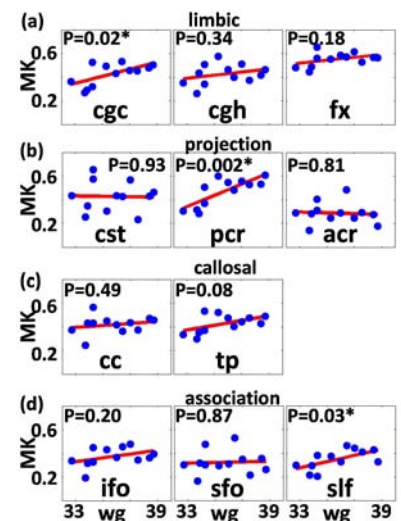 (a) limbic
P=0.02* P=0.34 P=0.18
MK 0.6 0.2
cgc cgh fx
(b) projection
P=0.93 P=0.002* P=0.81
MK 0.6 0.2
cst pcr acr
(c) callosal
P=0.49 P=0.08
MK 0.6 0.2
cc tp
(d) association
P=0.20 P=0.87 P=0.03*
MK 0.6 0.2
ifo sfo slf
33 wg 39 33 wg 39 33 wg 39